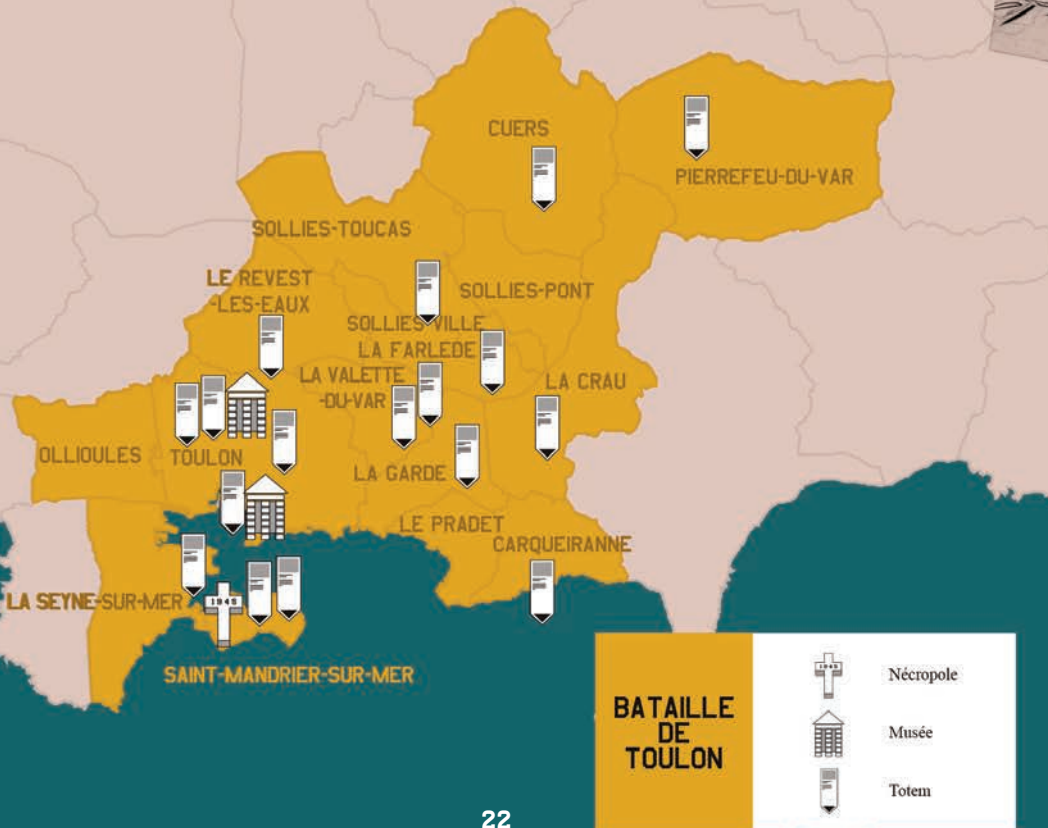 CUERS
PIERREFEU-DU-VAR
SOLLIES-TOUCAS
LE REVEST
-LES-EAUX
SOLLIES-PONT
SOLLIES-VILLE
LA FARLEDE
LA VALETTE
-DU-VAR
LA CRAU
OLLIOULES
TOULON
LA GARDE
LE PRADET
CARQUEIRANNE
LA SEYNE-SUR-MER
1945
SAINT-MANDRIER-SUR-MER
BATAILLE
DE
TOULON
1945
Nécropole
Musée
Totem
22